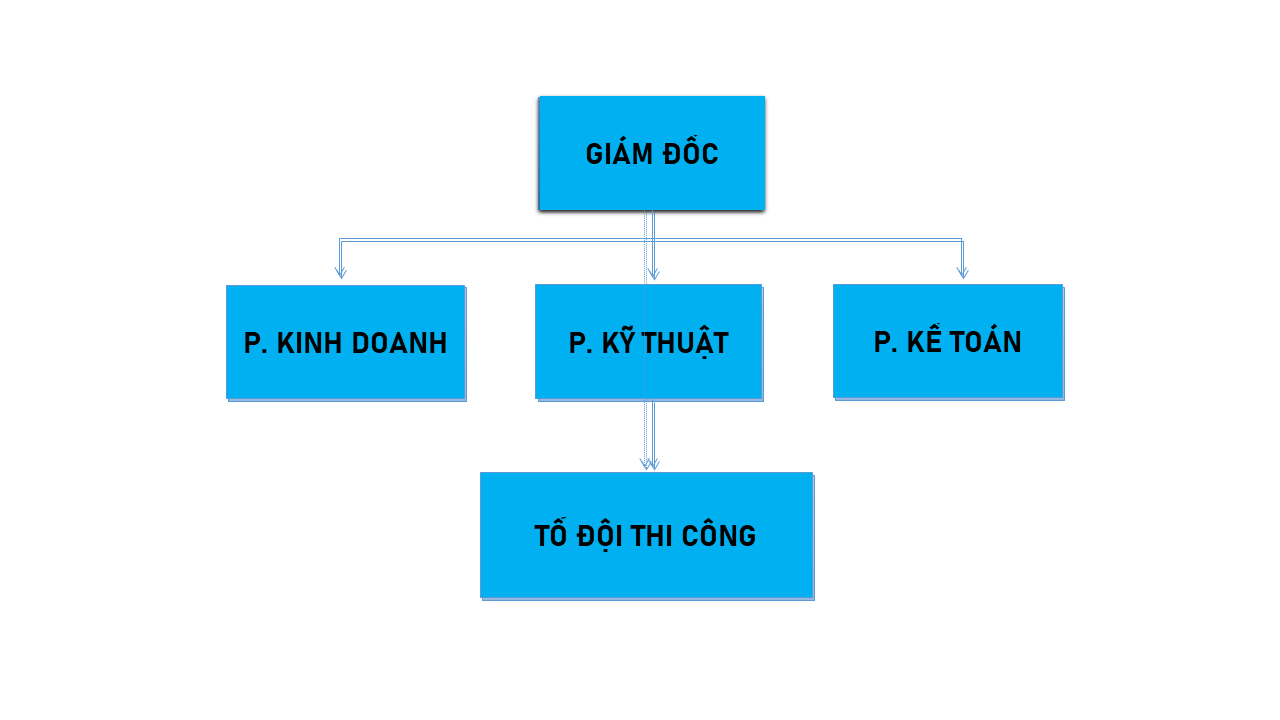 GIÁM ĐỐC
P. KINH DOANH
P. KỸ THUẬT
P. KẾ TOÁN
TỔ ĐỘI THI CÔNG